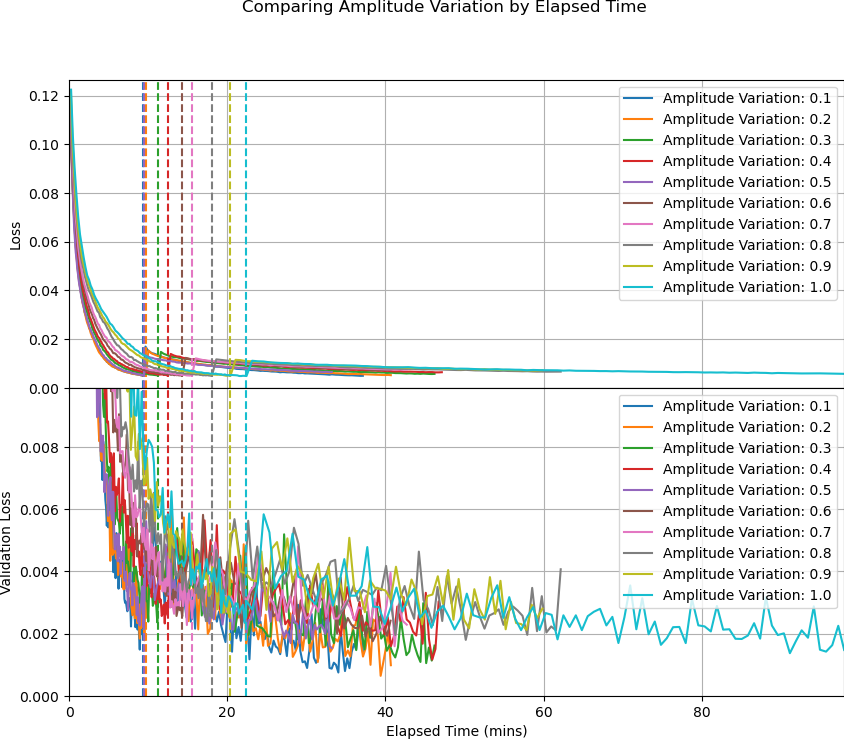 Comparing Amplitude Variation by Elapsed Time
0.12
0.10
0.08
0.06
0.04
0.02
0.00
Loss
Amplitude Variation: 0.1
Amplitude Variation: 0.2
Amplitude Variation: 0.3
Amplitude Variation: 0.4
Amplitude Variation: 0.5
Amplitude Variation: 0.6
Amplitude Variation: 0.7
Amplitude Variation: 0.8
Amplitude Variation: 0.9
Amplitude Variation: 1.0
0.008
0.006
0.004
0.002
0.000
Validation Loss
Amplitude Variation: 0.1
Amplitude Variation: 0.2
Amplitude Variation: 0.3
Amplitude Variation: 0.4
Amplitude Variation: 0.5
Amplitude Variation: 0.6
Amplitude Variation: 0.7
Amplitude Variation: 0.8
Amplitude Variation: 0.9
Amplitude Variation: 1.0
0 20 40 60 80
Elapsed Time (mins)